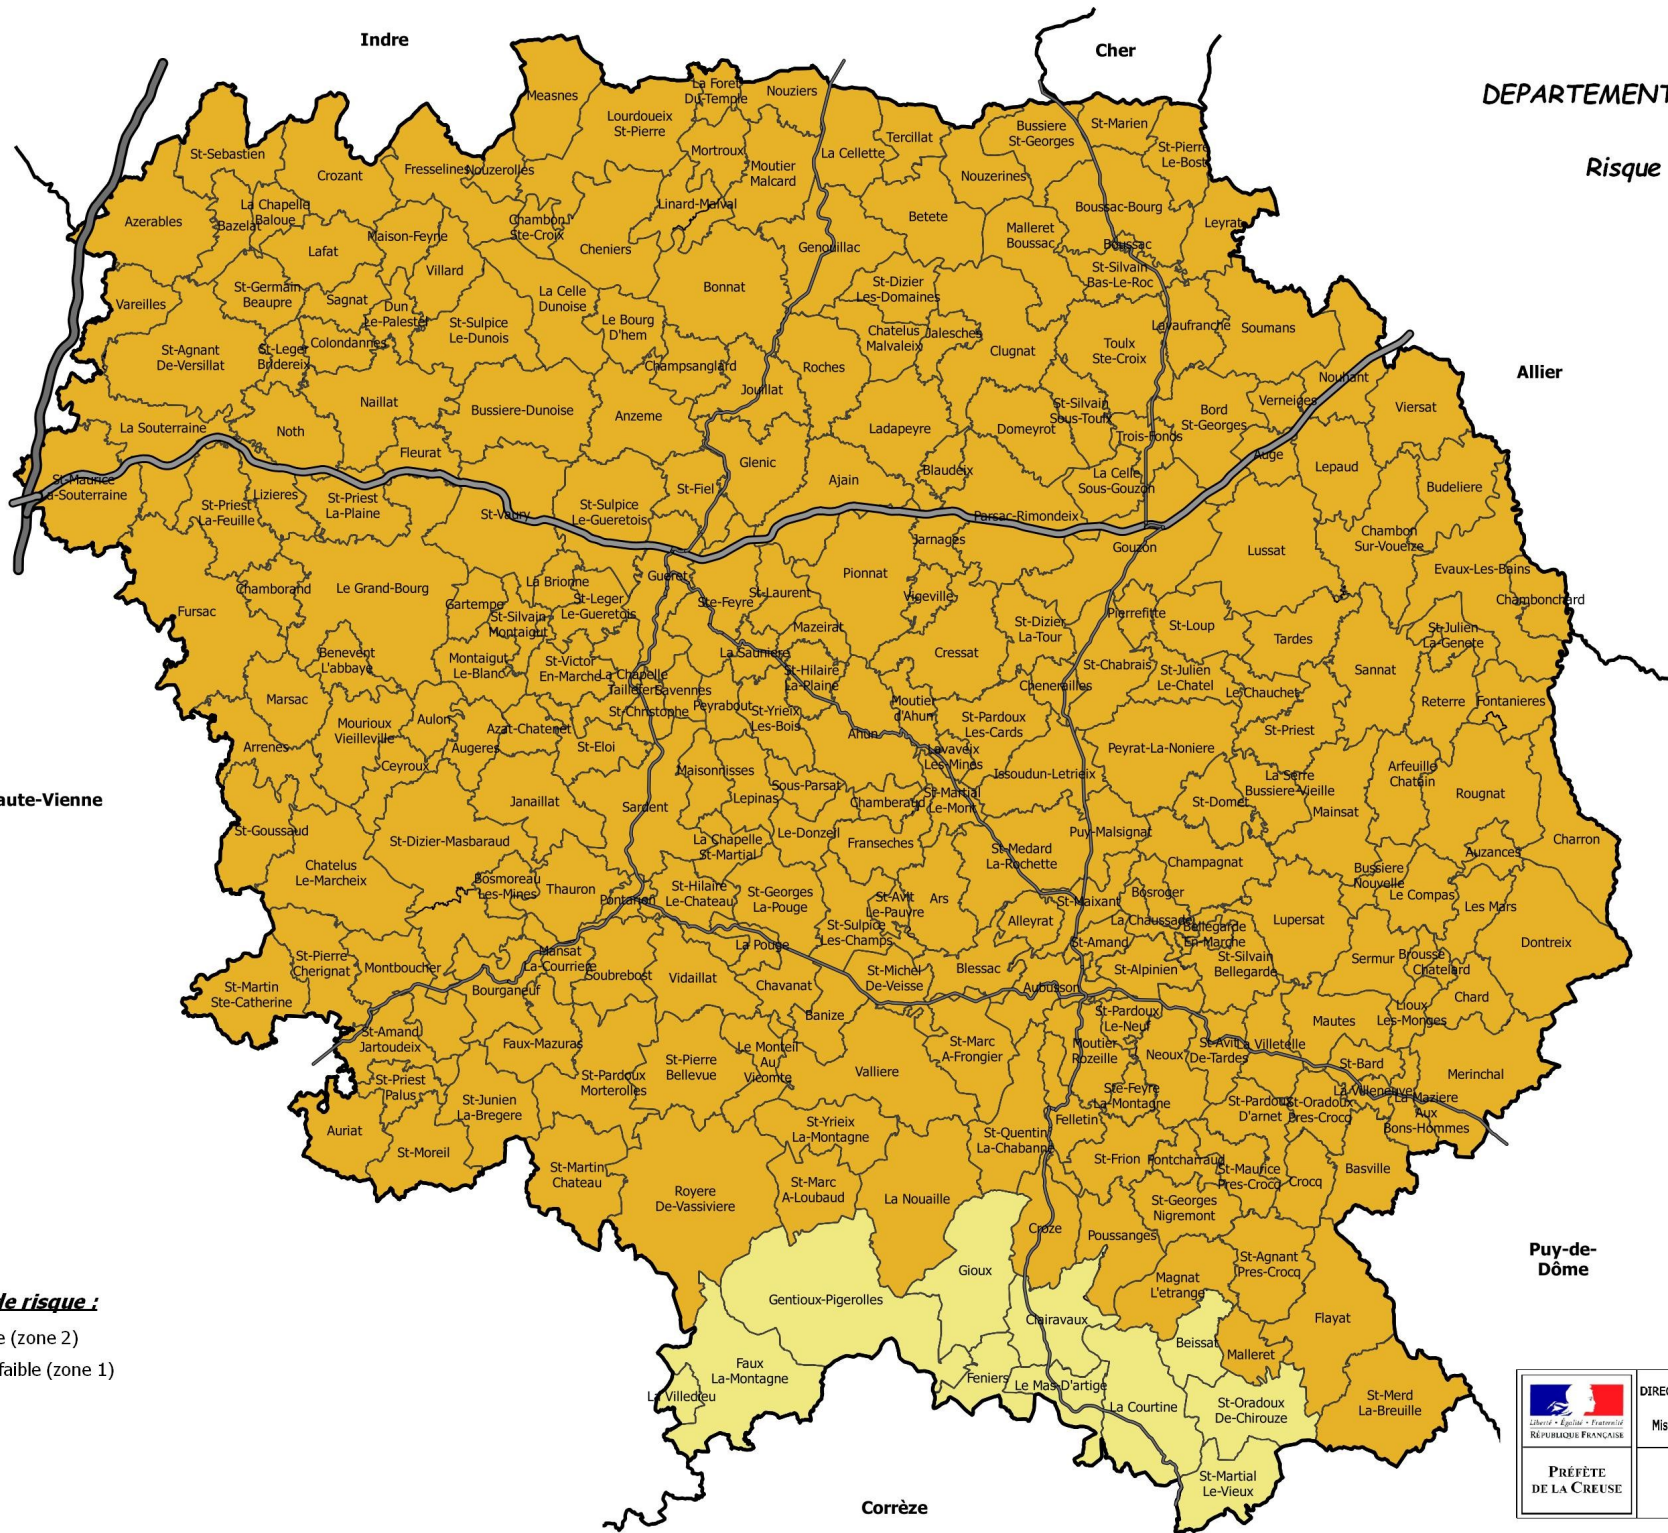 Indre
Cher
DEPARTEMENT
Risque
Measnes
La Foret
Du-Temple
Nouziers
Lourdoueix
St-Pierre
Tercillat
Bussiere
St-Georges
St-Marien
St-Pierre
Le-Bost
St-Sebastien
Crozant
Fresselines
Nouzerolles
Mortroux
Moutier
Malcard
La Cellette
Nouzerines
Azerables
Bazelat
La Chapelle
Baloue
Lafat
Maison-Feyne
Chambon
Ste-Croix
Cheniers
Linard-Malval
Genouillac
Betete
Malleret
Boussac
Boussac-Bourg
Boussac
Leyrat
Vareilles
St-Germain
Beaupre
Sagnat
Villard
Dun
Le-Palestel
La Celle
Dunoise
Le Bourg
D'hem
Bonnat
St-Dizier
Les-Domaines
St-Silvain
Bas-Le-Roc
St-Agnant
De-Versillat
St-Leger
Bridereix
Colondannes
St-Sulpice
Le-Dunois
Champsanglard
Roches
Chatelus
Malvaleix
Jalesches
Clugnat
Toulx
Ste-Croix
Lavaufranche
Soumans
Allier
Nouhant
Verneiges
Viersat
La Souterraine
Noth
Naillat
Bussiere-Dunoise
Anzeme
Jouillat
Ladapeyre
Domeyrot
St-Silvain
Sous-Toulx
Trois-Fonds
Bord
St-Georges
Auge
Lepaud
Budeliere
Fleurat
Glenic
Ajain
Blaudeix
La Celle
Sous-Gouzon
St-Maurice
La-Souterraine
St-Priest
La-Feuille
Lizieres
St-Priest
La-Plaine
St-Vaury
St-Sulpice
Le-Gueretois
St-Fiel
Parsac-Rimondeix
Jarnages
Gouzon
Lussat
Chambon
Sur-Voueize
Evaux-Les-Bains
Chambonchard
Fursac
Chamborand
Le Grand-Bourg
Gartempe
La Brionne
St-Silvain
Montaigut
St-Leger
Le-Gueretois
Gueret
Ste-Feyre
St-Laurent
Pionnat
Vigeville
Mazeirat
St-Dizier
La-Tour
Pierrefitte
St-Loup
Tardes
St-Julien
La-Genete
Benevent
L'abbaye
Montaigut
Le-Blanc
St-Victor
En-Marche
La Chapelle
Taillefert
Savennes
La Sauniere
St-Hilaire
La-Plaine
Cressat
Chenerailles
St-Chabrais
St-Julien
Le-Chatel
Le Chauchet
Sannat
Marsac
Mourioux
Vieilleville
Aulon
Azat-Chatenet
St-Christophe
Peyrabout
St-Yrieix
Les-Bois
Moutier
d'Ahun
St-Pardoux
Les-Cards
Reterre
Fontanieres
Arrenes
Ceyroux
Augeres
St-Eloi
Ahun
Lavaveix
Les-Mines
Issoudun-Letrieix
Peyrat-La-Noniere
St-Priest
Haute-Vienne
Janaillat
Sardent
Maisonnisses
Lepinas
Sous-Parsat
Chamberaud
St-Martial
Le-Mont
La Serre
Bussiere-Vieille
St-Domet
Mainsat
Arfeuille
Chatain
Rougnat
Charron
St-Goussaud
Chatelus
Le-Marcheix
St-Dizier-Masbaraud
La Chapelle
St-Martial
Le-Donzeil
Franseches
St-Medard
La-Rochette
Puy-Malsignat
Champagnat
Bussiere
Nouvelle
Auzances
Bosmoreau
Les-Mines
Thauron
Pontarion
St-Hilaire
Le-Chateau
St-Georges
La-Pouge
St-Avit
Le-Pauvre
Ars
Alleyrat
St-Maixant
Bosroger
La Chaussade
Bellegarde
En-Marche
Lupersat
Le Compas
Les Mars
Dontreix
St-Pierre
Cherignat
Montboucher
Mansat
La-Courriere
Soubrebost
Vidaillat
La Pouge
St-Sulpice
Les-Champs
St-Amand
St-Silvain
Bellegarde
Sermur
Brousse
Chatelard
St-Martin
Ste-Catherine
Bourganeuf
Chavanat
St-Michel
De-Veisse
Blessac
Aubusson
St-Alpinien
Chard
Lioux
Les-Monges
St-Amand
Jartoudeix
Faux-Mazuras
Banize
St-Marc
A-Frongier
St-Pardoux
Le-Neuf
Mautes
St-Priest
Palus
St-Pardoux
Morterolles
St-Pierre
Bellevue
Le Monteil
Au
Vicomte
Valliere
Moutier
Rozeille
Neoux
St-Avit
De-Tardes
La Villetelle
St-Bard
Merinchal
Auriat
St-Junien
La-Bregere
Ste-Feyre
La-Montagne
Felletin
St-Pardoux
D'arnet
St-Oradoux
Pres-Crocq
La Villeneuve
La Maziere
Aux
Bons-Hommes
St-Moreil
St-Martin
Chateau
St-Yrieix
La-Montagne
St-Quentin
La-Chabanne
St-Frion
Fontcharraud
St-Maurice
Pres-Crocq
Crocq
Basville
Royere
De-Vassiviere
St-Marc
A-Loubaud
La Nouaille
Croze
Poussanges
St-Georges
Nigremont
St-Agnant
Pres-Crocq
Puy-de-
Dôme
Gentioux-Pigerolles
Gioux
Clairavaux
Magnat
L'etrange
Beissat
Malleret
Flayat
de risque :
e (zone 2)
faible (zone 1)
Faux
La-Montagne
La Villedieu
Feniers
Le Mas-D'artige
La Courtine
St-Oradoux
De-Chirouze
St-Merd
La-Breuille
St-Martial
Le-Vieux
Corrèze
Liberté • Égalité • Fraternité
RÉPUBLIQUE FRANÇAISE
PRÉFÈTE
DE LA CREUSE
DIREC
Mis